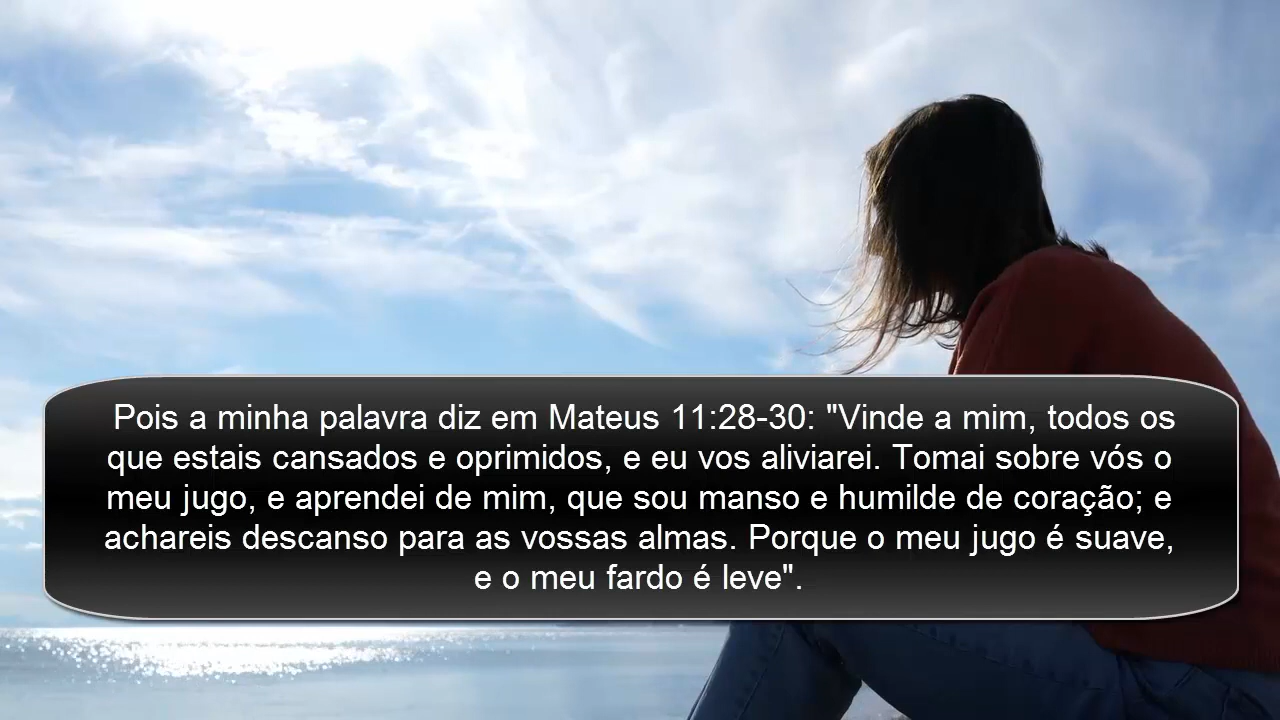 Pois a minha palavra diz em Mateus 11:28-30: "Vinde a mim, todos os
que estais cansados e oprimidos, e eu vos aliviarei. Tomai sobre vós o
meu jugo, e aprendei de mim, que sou manso e humilde de coração; e
achareis descanso para as vossas almas. Porque o meu jugo é suave,
e o meu fardo é leve".